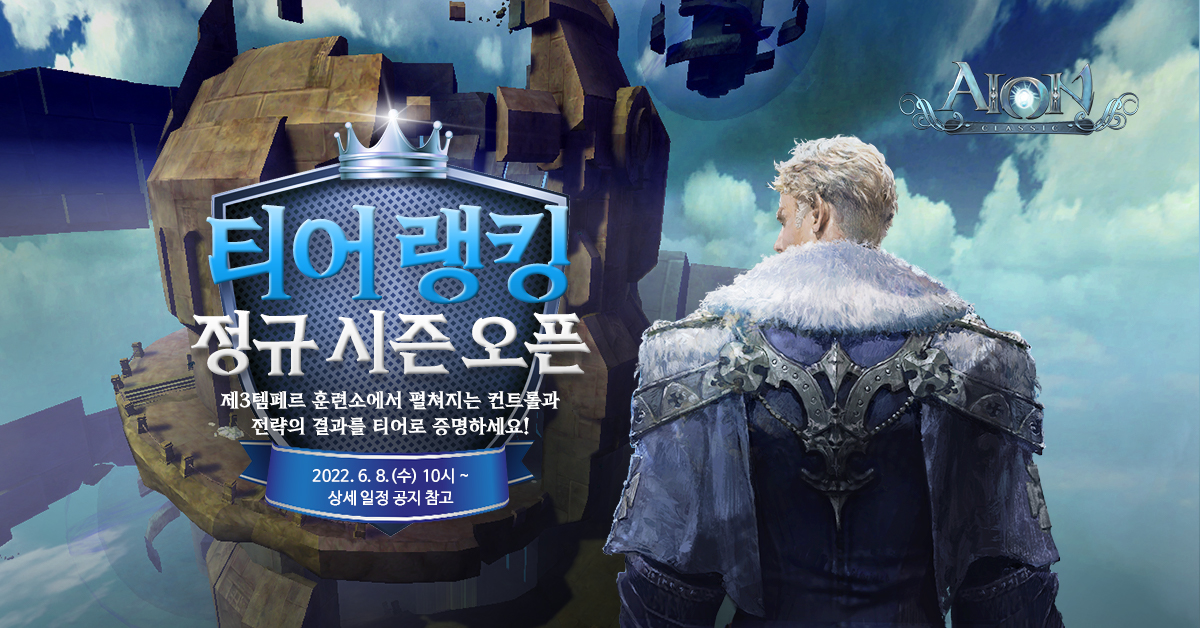 티어 랭킹
정규 시즌 오픈
제3템페르 훈련소에서 펼쳐지는 컨트롤과
전략의 결과를 티어로 증명하세요!
2022. 6. 8.(수) 10시 ~
상세 일정 공지 참고
AION
CLASSIC